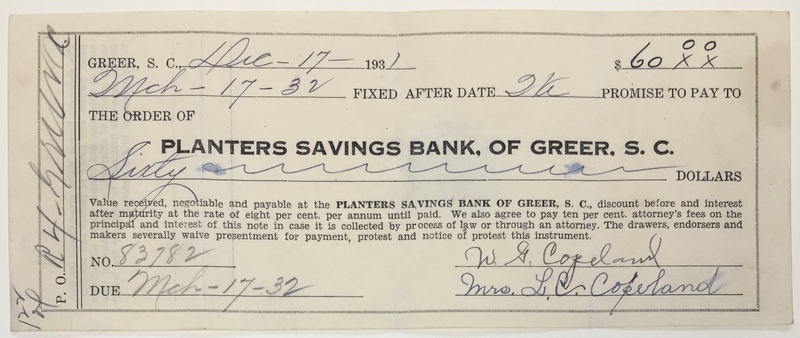 GREER, S. C., Dec - 17 - 1931 $ 60 00/xx
Mch - 17 - 32 FIXED AFTER DATE We PROMISE TO PAY TO
THE ORDER OF
PLANTERS SAVINGS BANK, OF GREER, S. C.
Sixty DOLLARS
Value received, negotiable and payable at the PLANTERS SAVINGS BANK OF GREER, S. C., discount before and interest
after maturity at the rate of eight per cent. per annum until paid. We also agree to pay ten per cent. attorney's fees on the
principal and interest of this note in case it is collected by process of law or through an attorney. The drawers, endorsers and
makers severally waive presentment for payment, protest and notice of protest this instrument.
NO. 83782 W G. Copeland
DUE Mch - 17 - 32 Mrs. L. C. Copeland
P. O.